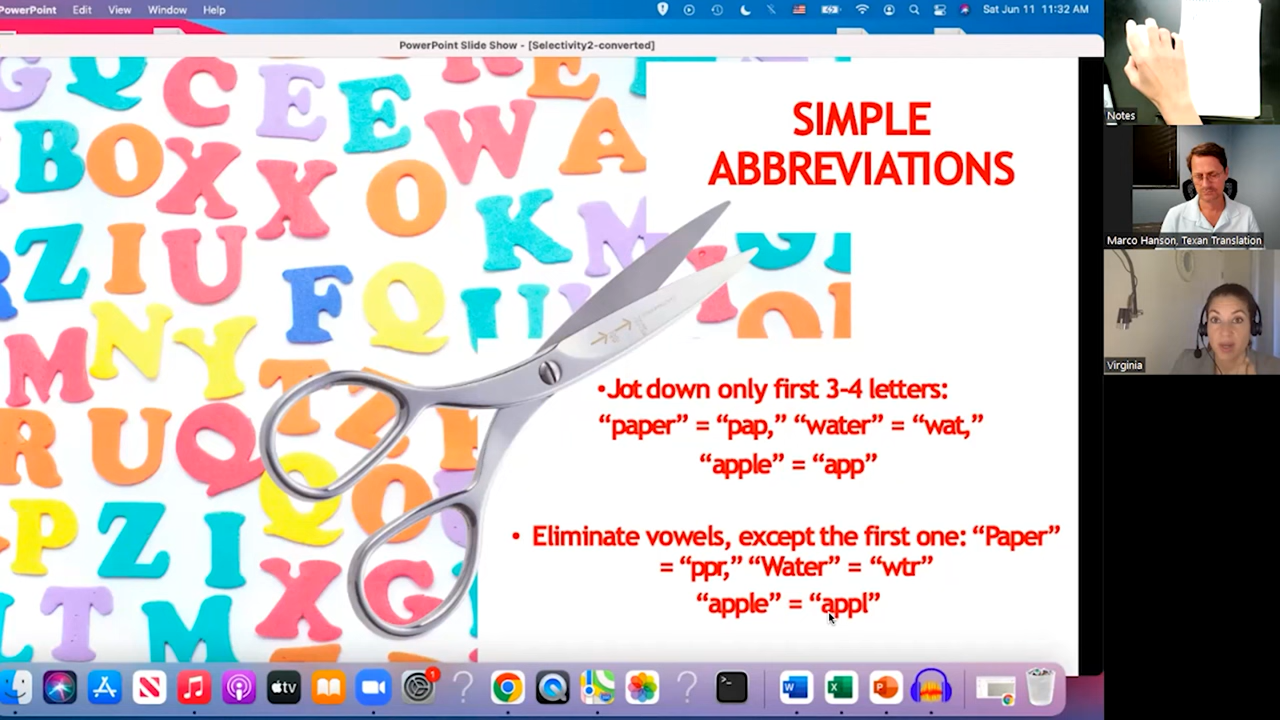 PowerPoint Edit View Window Help Sat Jun 11 11:32 AM
PowerPoint Slide Show - [Selectivity2-converted]
SIMPLE
ABBREVIATIONS
•Jot down only first 3-4 letters:
“paper” = “pap,” “water” = “wat,”
“apple” = “app”
• Eliminate vowels, except the first one: “Paper”
= “ppr,” “Water” = “wtr”
“apple” = “appl”
Notes
Marco Hanson, Texan Translation
Virginia
G Q C E E R E
B O X X O W A
Z I U F Q K M
M N Y
R U Q
P Z I Q O
T M X G
tv
1
W X P